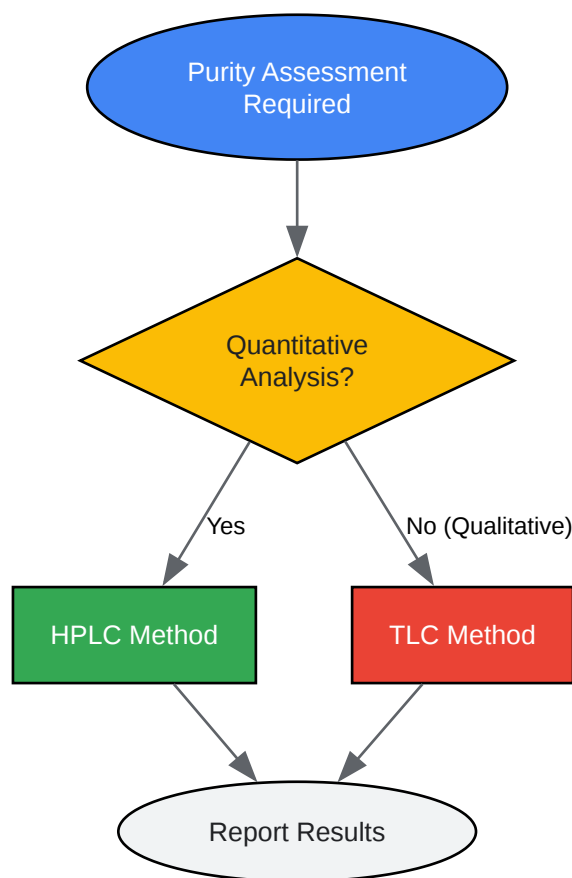 Purity Assessment
Required
Quantitative
Analysis?
Yes
No (Qualitative)
HPLC Method
TLC Method
Report Results